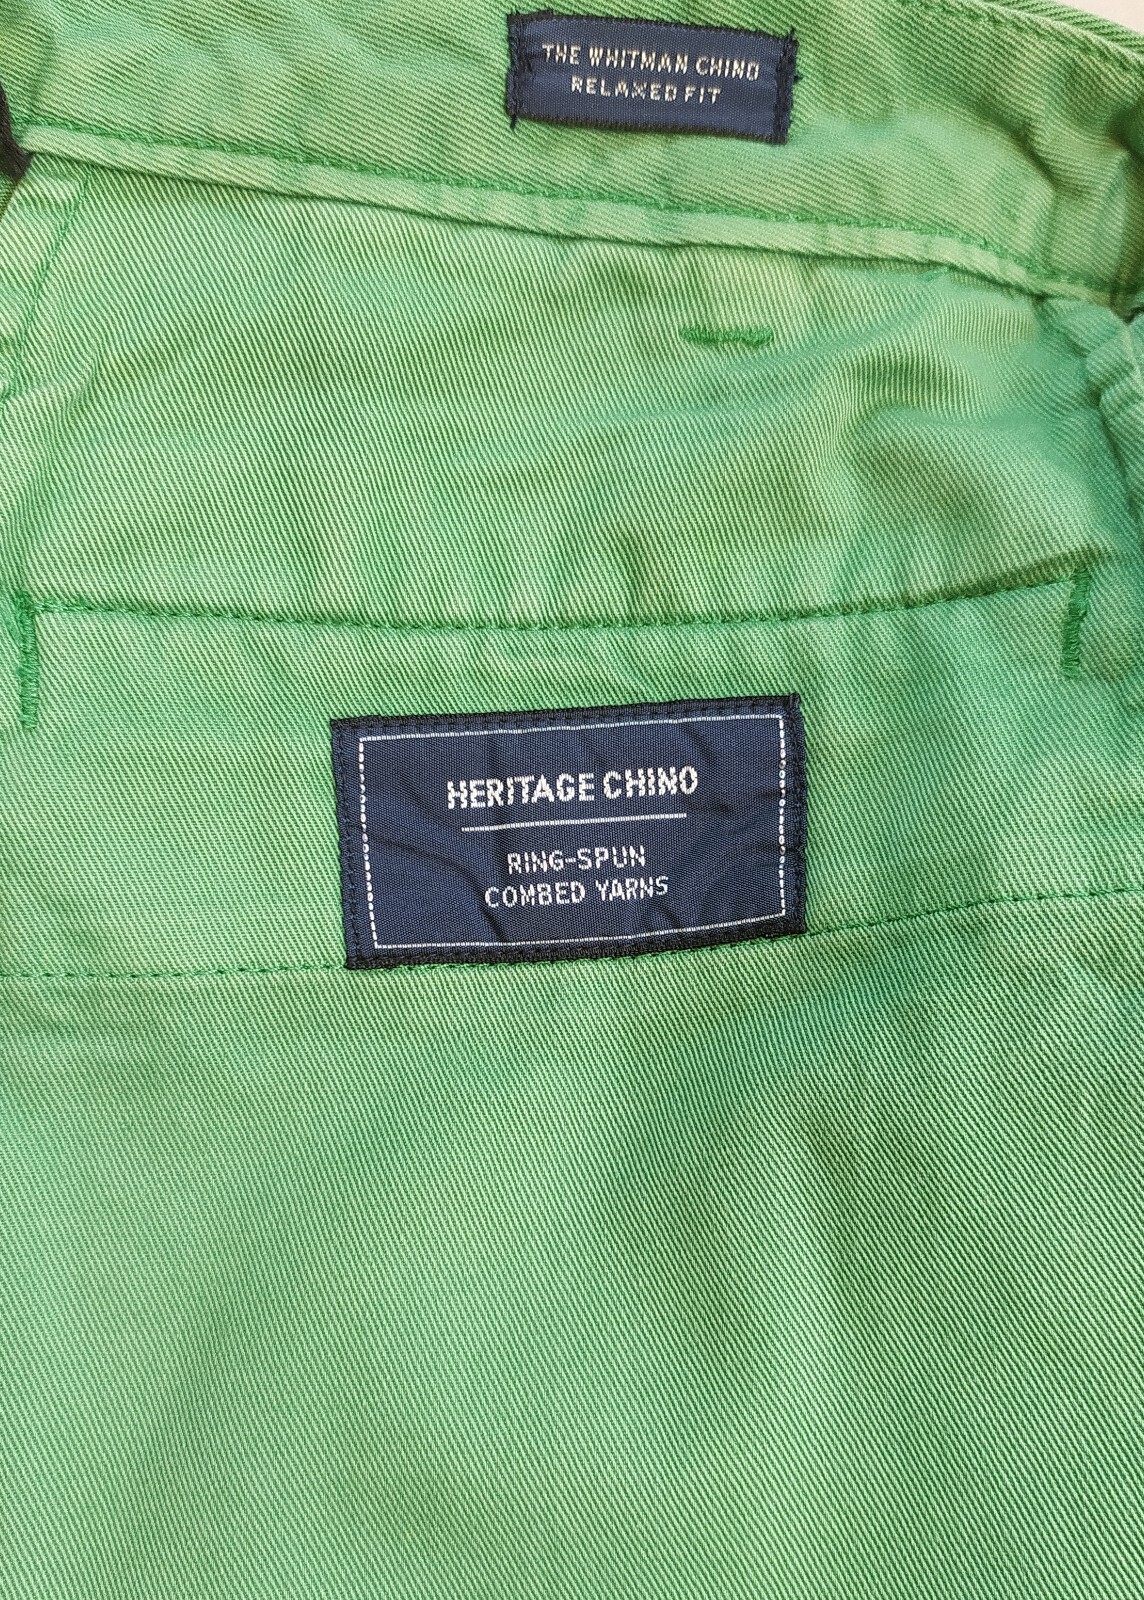 THE WHITMAN CHINO
RELAXED FIT
HERITAGE CHINO
RING-SPUN
COMBED YARNS